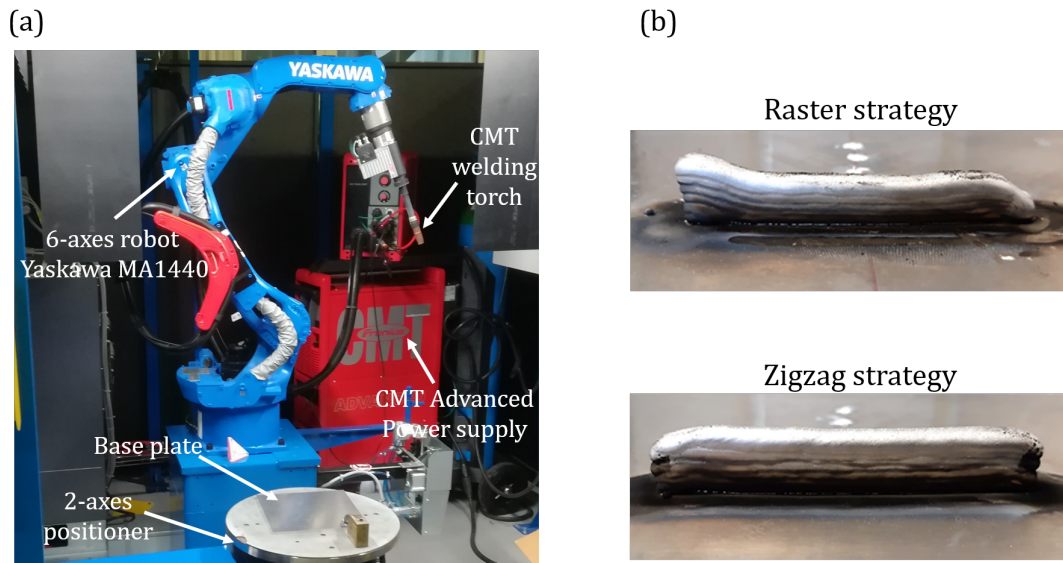 (a)
(b)
YASKAWA
CMT
welding
torch
6-axes robot
Yaskawa MA1440
CMT
ADVA
CMT Advanced
Power supply
Base plate
2-axes
positioner
Raster strategy
Zigzag strategy